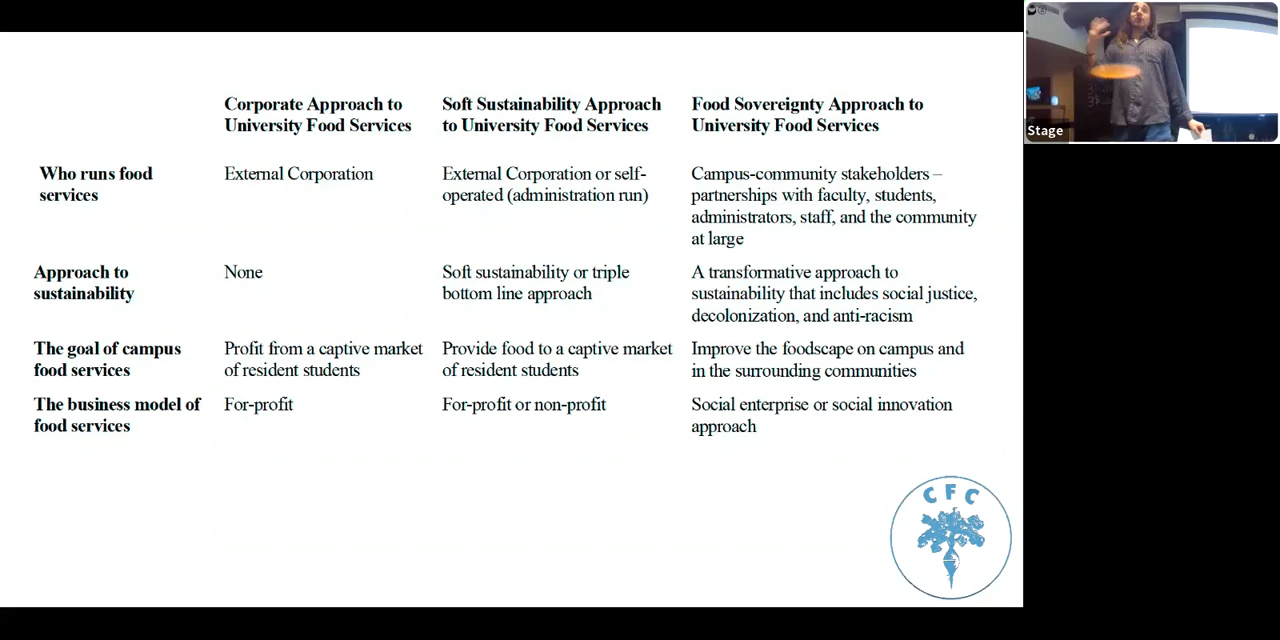 Corporate Approach to
University Food Services
Soft Sustainability Approach
to University Food Services
Food Sovereignty Approach to
University Food Services
Who runs food
services
External Corporation
External Corporation or self-
operated (administration run)
Campus-community stakeholders –
partnerships with faculty, students,
administrators, staff, and the community
at large
Approach to
sustainability
None
Soft sustainability or triple
bottom line approach
A transformative approach to
sustainability that includes social justice,
decolonization, and anti-racism
The goal of campus
food services
Profit from a captive market
of resident students
Provide food to a captive market
of resident students
Improve the foodscape on campus and
in the surrounding communities
The business model of
food services
For-profit
For-profit or non-profit
Social enterprise or social innovation
approach
CFC
Stage